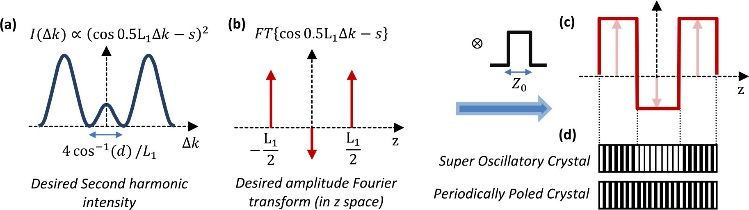 (a)
I(Δk) ∝ (cos 0.5L₁Δk − s)²
Δk
4 cos⁻¹(d) /L₁
Desired Second harmonic
intensity
(b)
FT{cos 0.5L₁Δk − s}
−L₁/2
L₁/2
z
Desired amplitude Fourier
transform (in z space)
⊗
Z₀
(c)
z
(d)
Super Oscillatory Crystal
Periodically Poled Crystal